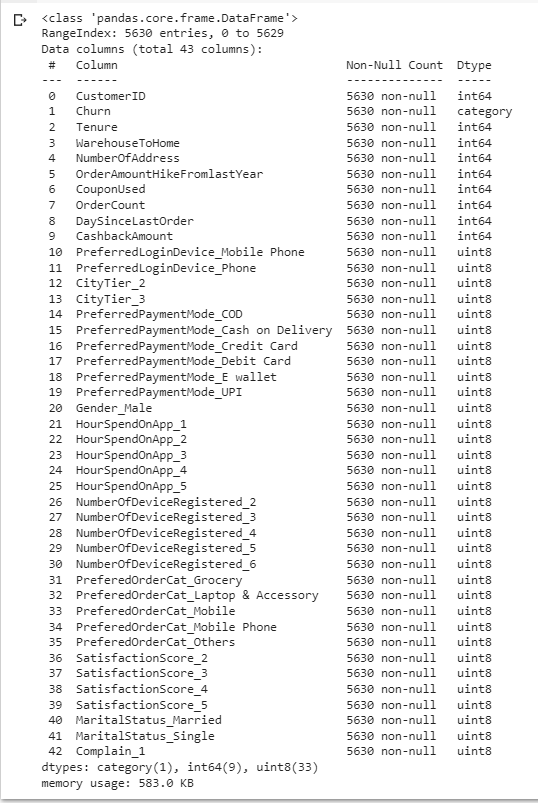 <class 'pandas.core.frame.DataFrame'>
RangeIndex: 5630 entries, 0 to 5629
Data columns (total 43 columns):
 #   Column                               Non-Null Count  Dtype
---  ------                               --------------  -----
 0   CustomerID                           5630 non-null   int64
 1   Churn                                5630 non-null   category
 2   Tenure                               5630 non-null   int64
 3   WarehouseToHome                      5630 non-null   int64
 4   NumberOfAddress                      5630 non-null   int64
 5   OrderAmountHikeFromlastYear          5630 non-null   int64
 6   CouponUsed                           5630 non-null   int64
 7   OrderCount                           5630 non-null   int64
 8   DaySinceLastOrder                    5630 non-null   int64
 9   CashbackAmount                       5630 non-null   int64
 10  PreferredLoginDevice_Mobile Phone    5630 non-null   uint8
 11  PreferredLoginDevice_Phone           5630 non-null   uint8
 12  CityTier_2                           5630 non-null   uint8
 13  CityTier_3                           5630 non-null   uint8
 14  PreferredPaymentMode_COD             5630 non-null   uint8
 15  PreferredPaymentMode_Cash on Delivery  5630 non-null   uint8
 16  PreferredPaymentMode_Credit Card     5630 non-null   uint8
 17  PreferredPaymentMode_Debit Card      5630 non-null   uint8
 18  PreferredPaymentMode_E wallet        5630 non-null   uint8
 19  PreferredPaymentMode_UPI             5630 non-null   uint8
 20  Gender_Male                          5630 non-null   uint8
 21  HourSpendOnApp_1                     5630 non-null   uint8
 22  HourSpendOnApp_2                     5630 non-null   uint8
 23  HourSpendOnApp_3                     5630 non-null   uint8
 24  HourSpendOnApp_4                     5630 non-null   uint8
 25  HourSpendOnApp_5                     5630 non-null   uint8
 26  NumberOfDeviceRegistered_2           5630 non-null   uint8
 27  NumberOfDeviceRegistered_3           5630 non-null   uint8
 28  NumberOfDeviceRegistered_4           5630 non-null   uint8
 29  NumberOfDeviceRegistered_5           5630 non-null   uint8
 30  NumberOfDeviceRegistered_6           5630 non-null   uint8
 31  PreferedOrderCat_Grocery             5630 non-null   uint8
 32  PreferedOrderCat_Laptop & Accessory  5630 non-null   uint8
 33  PreferedOrderCat_Mobile              5630 non-null   uint8
 34  PreferedOrderCat_Mobile Phone        5630 non-null   uint8
 35  PreferedOrderCat_Others              5630 non-null   uint8
 36  SatisfactionScore_2                  5630 non-null   uint8
 37  SatisfactionScore_3                  5630 non-null   uint8
 38  SatisfactionScore_4                  5630 non-null   uint8
 39  SatisfactionScore_5                  5630 non-null   uint8
 40  MaritalStatus_Married                5630 non-null   uint8
 41  MaritalStatus_Single                 5630 non-null   uint8
 42  Complain_1                           5630 non-null   uint8
dtypes: category(1), int64(9), uint8(33)
memory usage: 583.0 KB